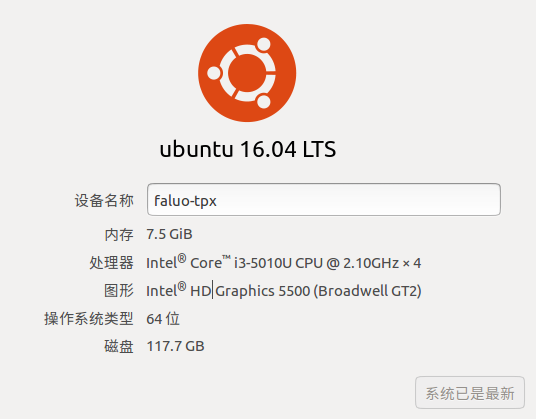 ubuntu 16.04 LTS
设备名称 faluo-tpx
内存 7.5 GiB
处理器 Intel® Core™ i3-5010U CPU @ 2.10GHz × 4
图形 Intel® HD Graphics 5500 (Broadwell GT2)
操作系统类型 64 位
磁盘 117.7 GB
系统已是最新